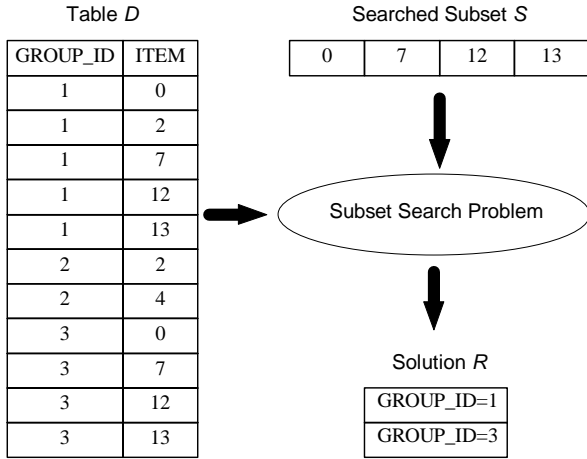 Table D
GROUP_ID ITEM
1 0
1 2
1 7
1 12
1 13
2 2
2 4
3 0
3 7
3 12
3 13
Searched Subset S
0 7 12 13
Subset Search Problem
Solution R
GROUP_ID=1
GROUP_ID=3